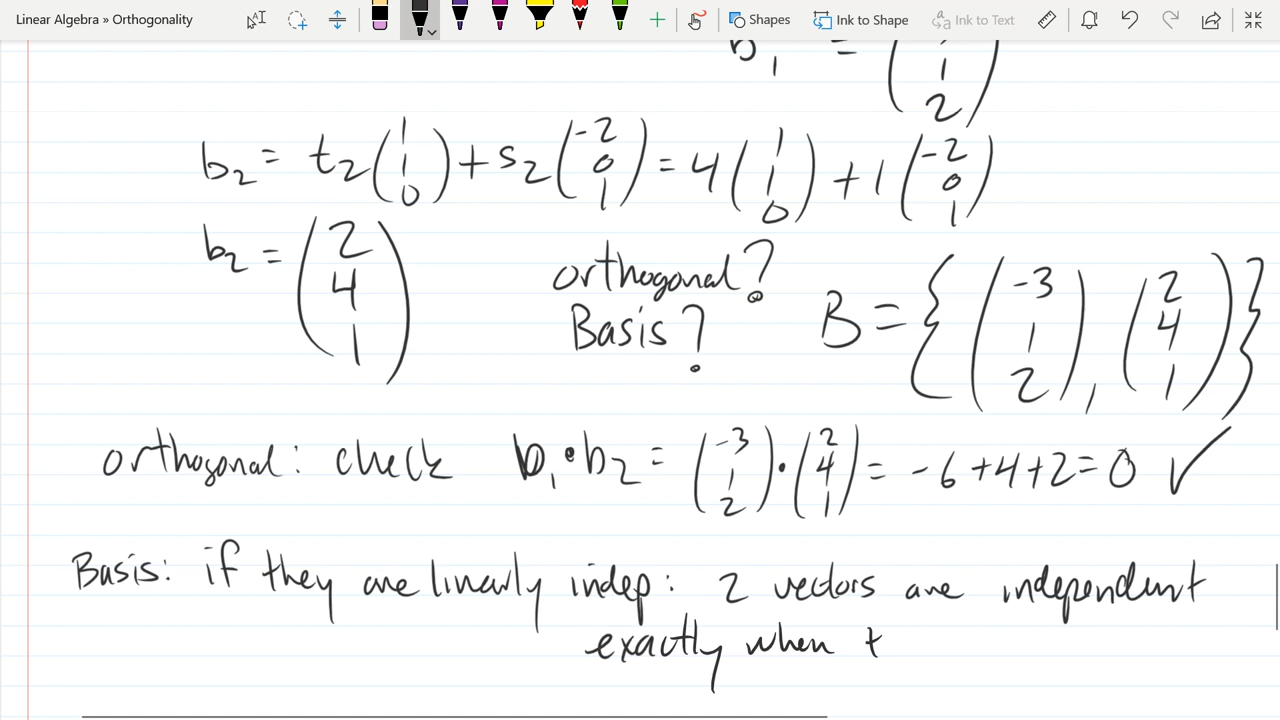 Linear Algebra » Orthogonality Shapes Ink to Shape Ink to Text
b₁ = ( 1 2 )
b₂ = t₂ (1 1 0) + s₂ (-2 0 1) = 4 (1 1 0) + 1 (-2 0 1)
b₂ = (2 4 1)
orthogonal?
Basis?
B = { (-3 1 2), (2 4 1) }
orthogonal: check b₁•b₂ = (-3 1 2)•(2 4 1) = -6+4+2=0 ✓
Basis: if they are linearly indep: 2 vectors are independent
exactly when t